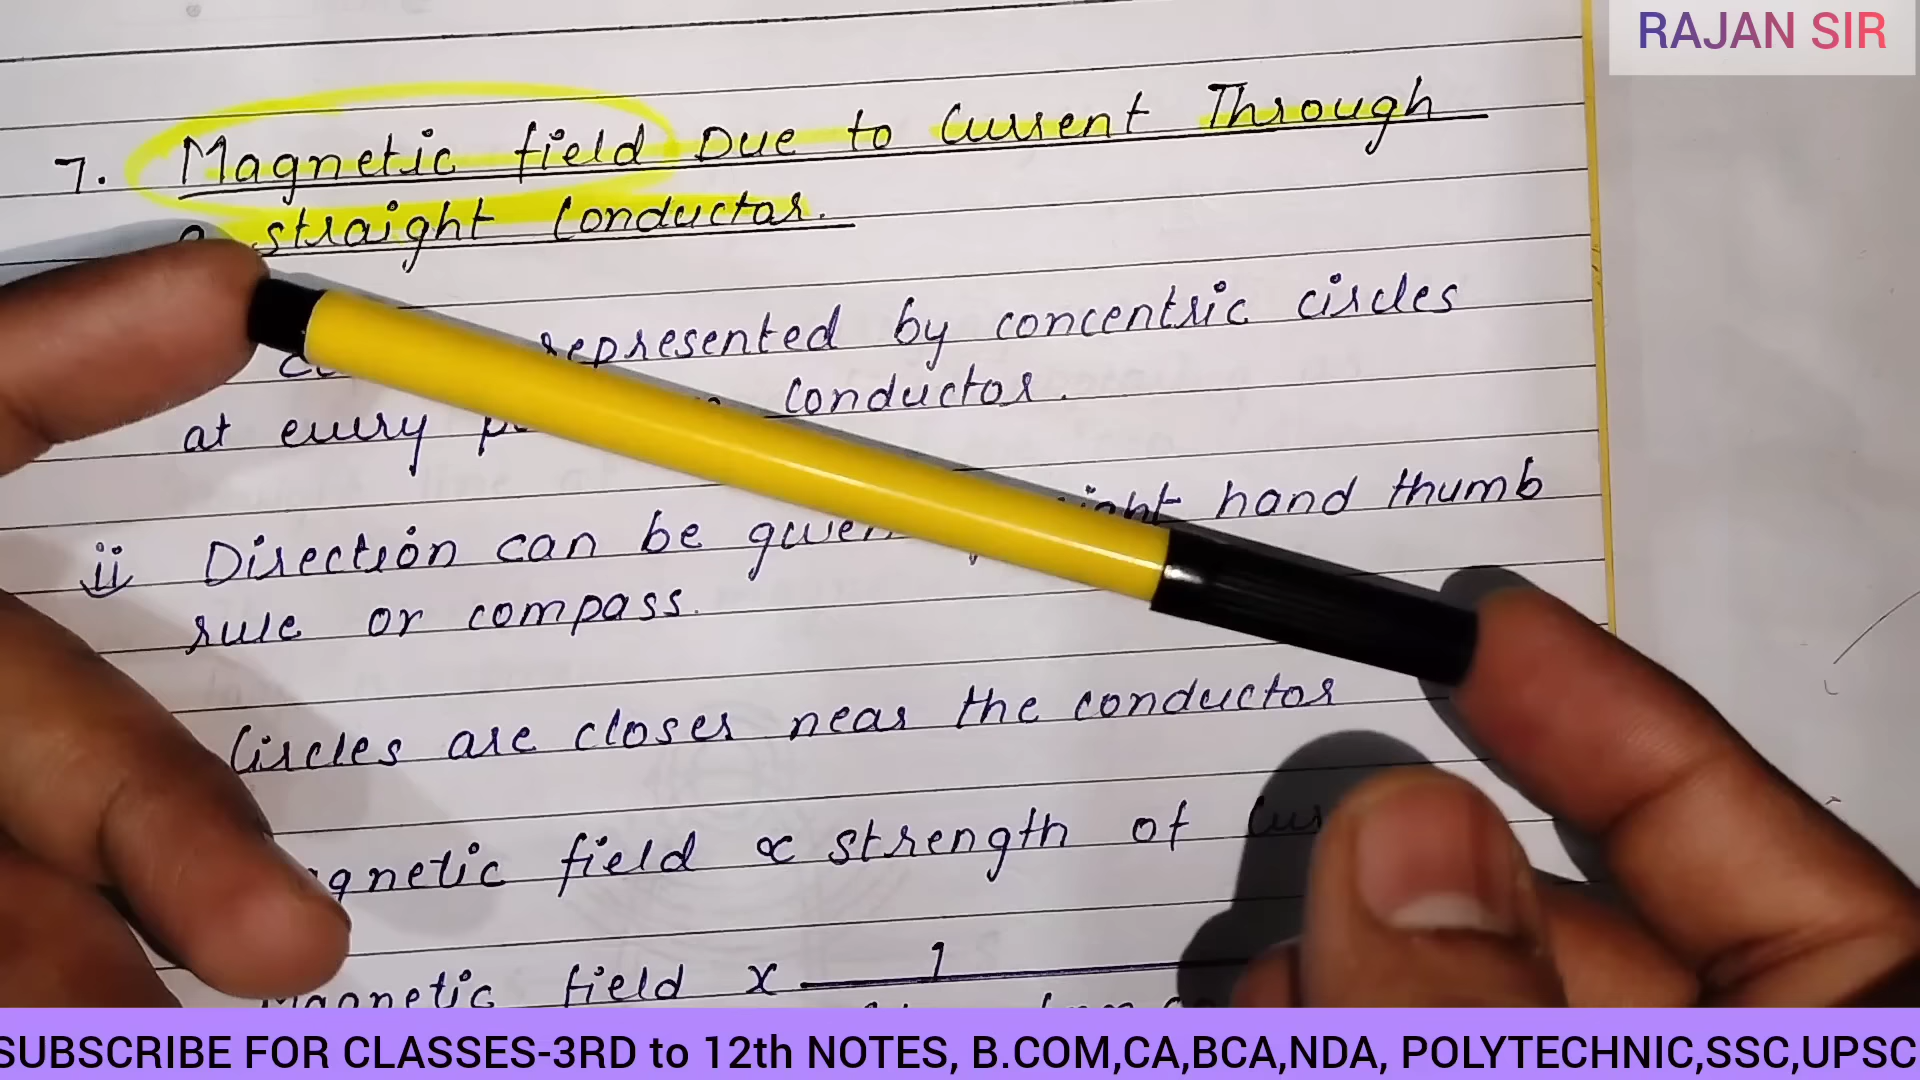 RAJAN SIR
7. Magnetic field Due to Current Through
a straight Conductor.
represented by concentric circles
at every conductor.
ii Direction can be given right hand thumb
rule or compass.
Circles are closer near the conductor
field ∝ strength of
Magnetic field x 1
SUBSCRIBE FOR CLASSES-3RD to 12th NOTES, B.COM,CA,BCA,NDA, POLYTECHNIC,SSC,UPSC